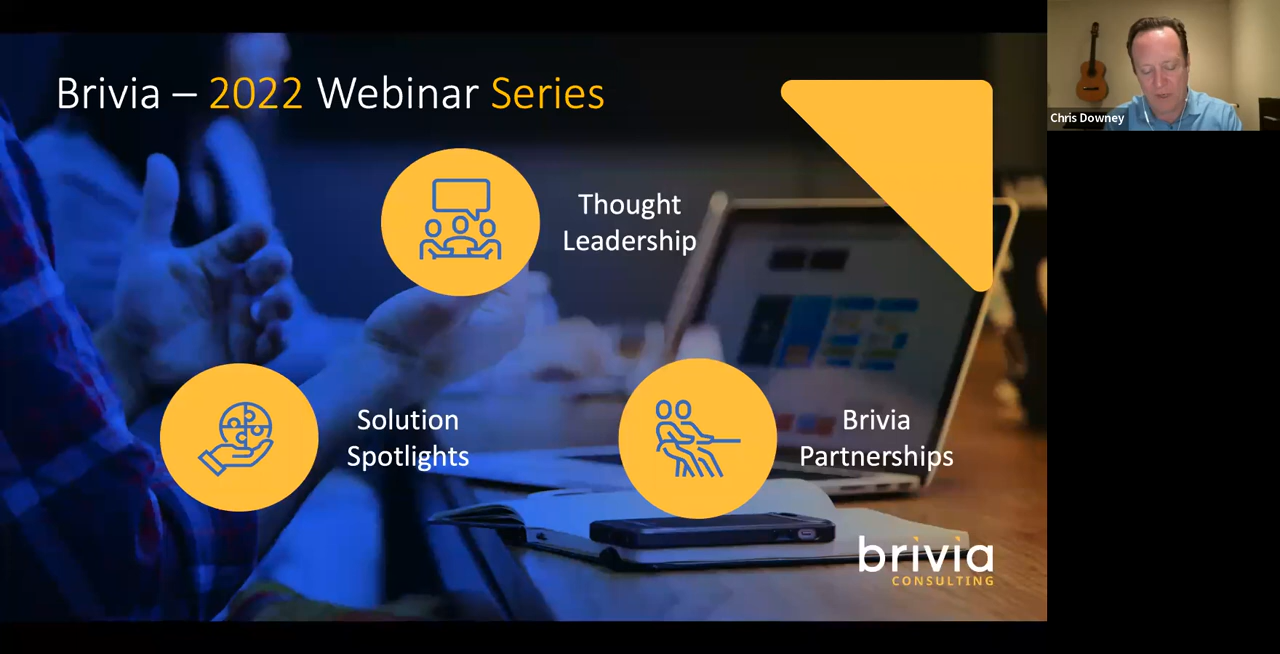 Brivia – 2022 Webinar Series
Chris Downey
Thought
Leadership
Solution
Spotlights
Brivia
Partnerships
brivia
CONSULTING